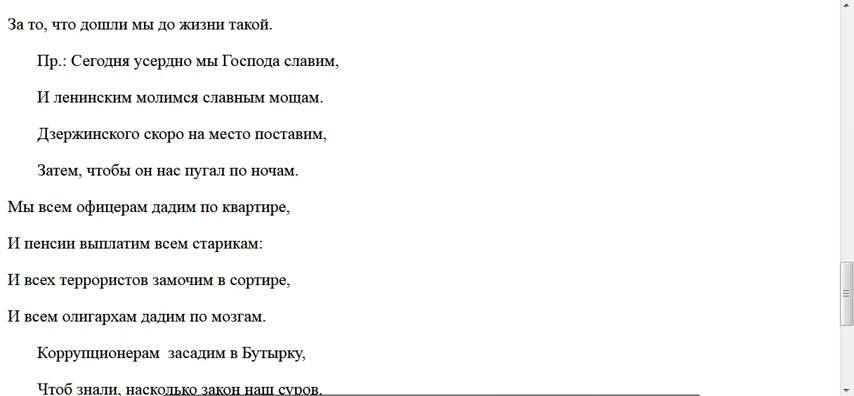 За то, что дошли мы до жизни такой.
Пр.: Сегодня усердно мы Господа славим,
И ленинским молимся славным мощам.
Дзержинского скоро на место поставим,
Затем, чтобы он нас пугал по ночам.
Мы всем офицерам дадим по квартире,
И пенсии выплатим всем старикам:
И всех террористов замочим в сортире,
И всем олигархам дадим по мозгам.
Коррупционерам  засадим в Бутырку,
Чтоб знали, насколько закон наш суров.